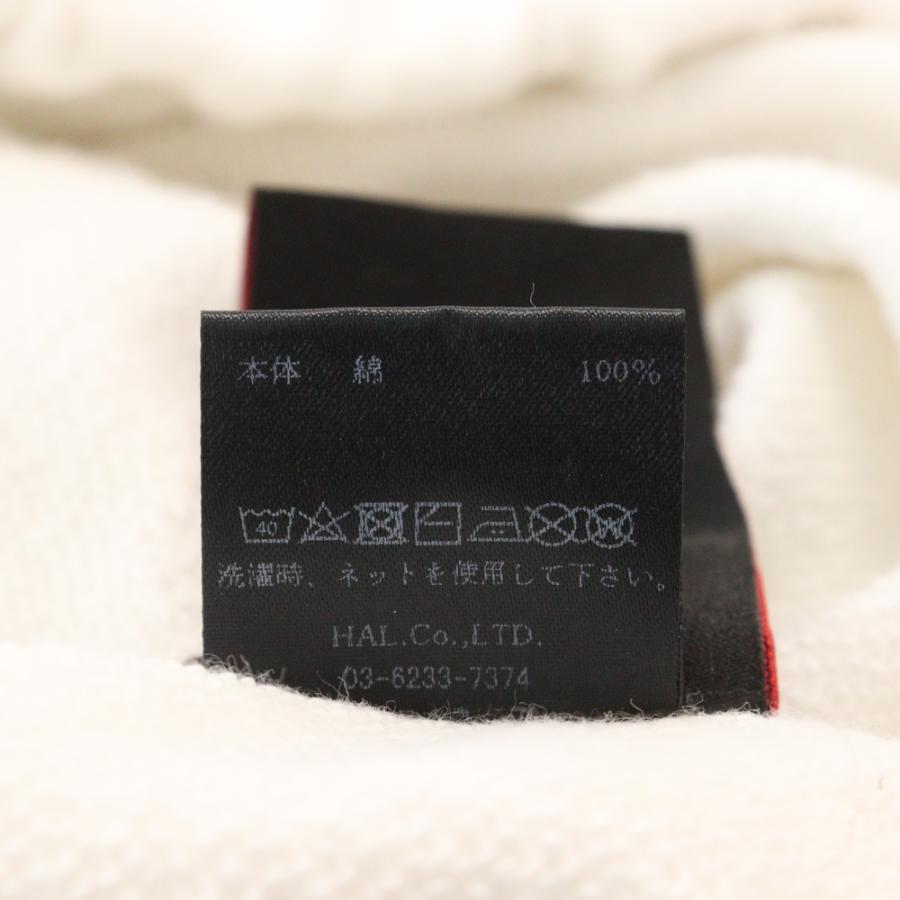 本体 綿 100%
40 W
洗濯時、ネットを使用して下さい。
HAL.Co.,LTD.
03-6233-7374